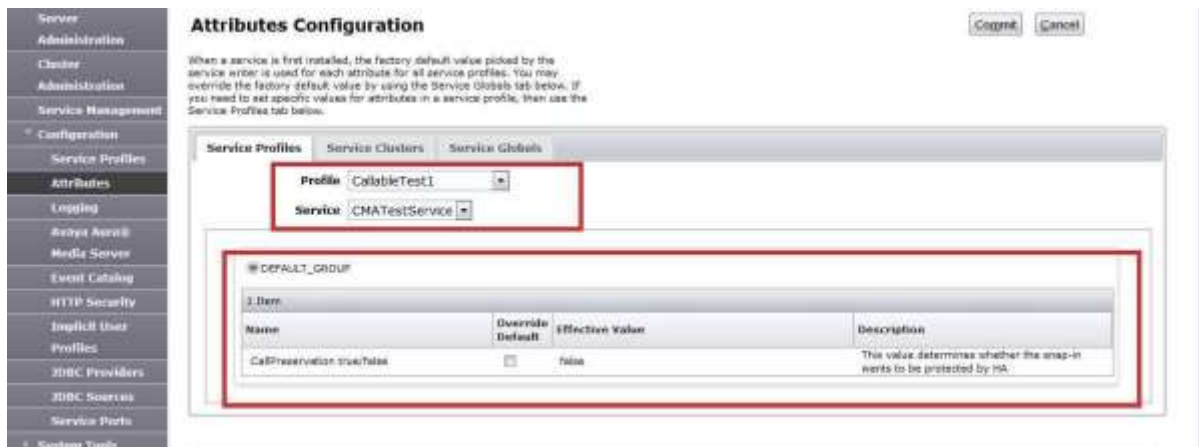 Server
Administration
Cluster
Administration
Service Management
Configuration
Service Profiles
Attributes
Logging
Avaya Aura®
Media Server
Event Catalog
HTTP Security
Implicit User
Profiles
JDBC Providers
JDBC Sources
Service Ports
System Tools
Attributes Configuration
Commit Cancel
When a service is first installed, the factory default value picked by the
service writer is used for each attribute for all service profiles. You may
override the factory default value by using the Service Globals tab below. If
you need to set specific values for attributes in a service profile, then use the
Service Profiles tab below.
Service Profiles Service Clusters Service Globals
Profile CallableTest1
Service CMATestService
DEFAULT_GROUP
1 Item
Name Override Default Effective Value Description
CallPreservation true/false false This value determines whether the snap-in
wants to be protected by HA